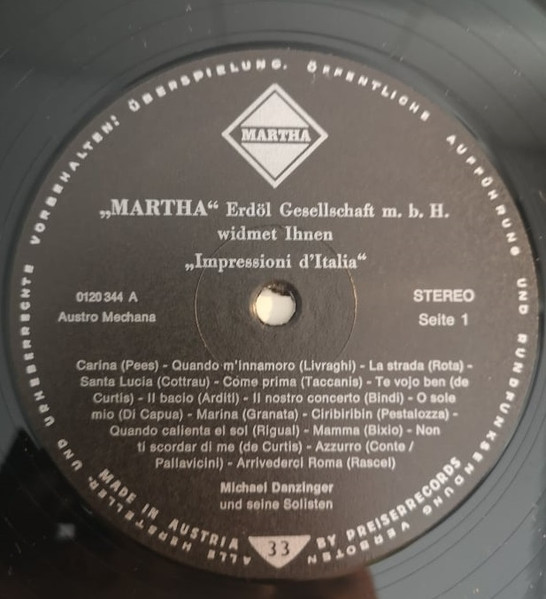 MARTHA
„MARTHA“ Erdöl Gesellschaft m. b. H.
widmet Ihnen
„Impressioni d'Italia“
0120 344 A
Austro Mechana
STEREO
Seite 1
Carina (Pees) - Quando m'innamoro (Livraghi) - La strada (Rota) -
Santa Lucia (Cottrau) - Come prima (Taccanis) - Te vojo ben (de
Curtis) - Il bacio (Arditi) - Il nostro concerto (Bindi) - O sole
mio (Di Capua) - Marina (Granata) - Ciribiribin (Pestalozza) -
Quando calienta el sol (Rigual) - Mamma (Bixio) - Non
ti scordar di me (de Curtis) - Azzurro (Conte /
Pallavicini) - Arrivederci Roma (Rascel)
Michael Danzinger
und seine Solisten
MADE IN AUSTRIA
33
BY PREISERRECORDS
ALLE HERSTELLER- UND URHEBERRECHTE VORBEHALTEN! ÜBERSPIELUNG. ÖFFENTLICHE AUFFÜHRUNG UND RUNDFUNKSENDUNG VERBOTEN